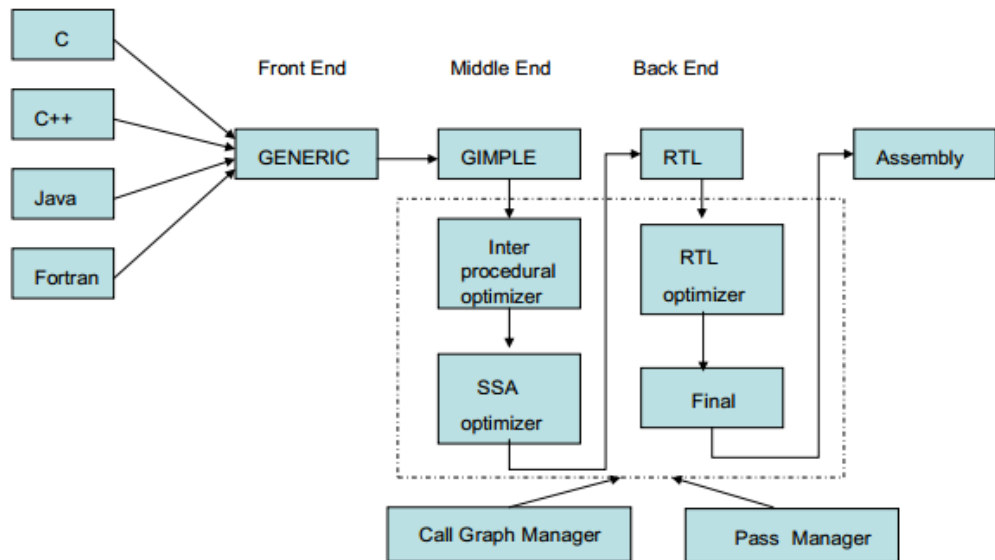 C
Front End
Middle End
Back End
C++
GENERIC
GIMPLE
RTL
Assembly
Java
Fortran
Inter
procedural
optimizer
RTL
optimizer
SSA
optimizer
Final
Call Graph Manager
Pass Manager